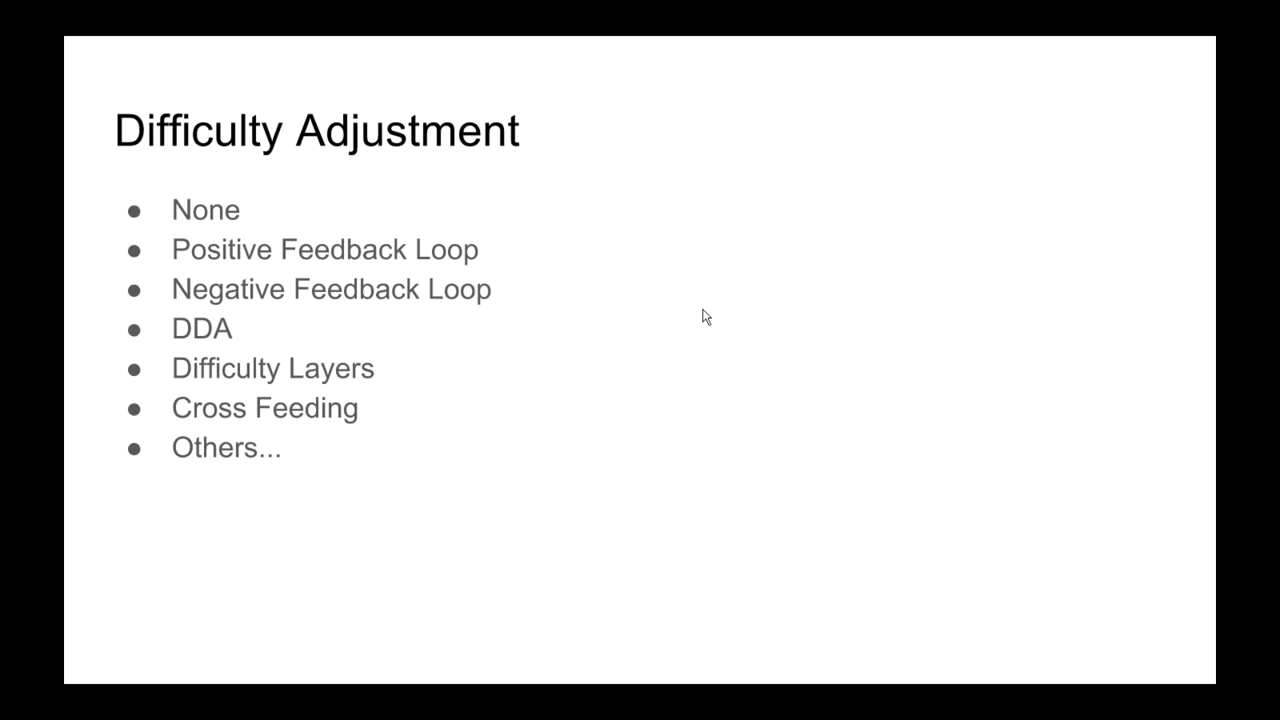 Difficulty Adjustment
● None
● Positive Feedback Loop
● Negative Feedback Loop
● DDA
● Difficulty Layers
● Cross Feeding
● Others...